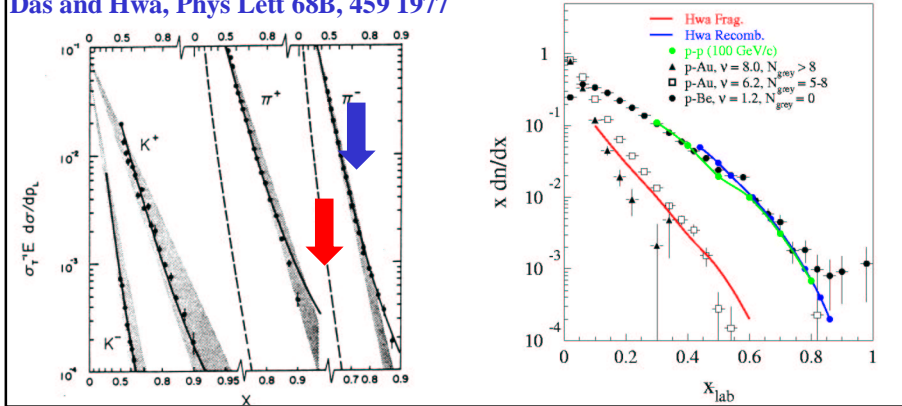 Das and Hwa, Phys Lett 68B, 459 1977
0 0.5 0.8 0.9 0 0.5 0.8 0 0.5 0.8 0.9
10⁻¹
10⁻²
10⁻³
10⁻⁴
σ_T⁻¹E dσ/dp_L
K⁺
K⁻
π⁺
π⁻
0 0.5 0.5 0.8 0.9 0.95 0.8 0.9 0.7 0.8 0.9
X
Hwa Frag.
Hwa Recomb.
p-p (100 GeV/c)
p-Au, ν = 8.0, N_grey > 8
p-Au, ν = 6.2, N_grey = 5-8
p-Be, ν = 1.2, N_grey = 0
1
10⁻¹
10⁻²
10⁻³
10⁻⁴
x dn/dx
0 0.2 0.4 0.6 0.8 1
x_lab